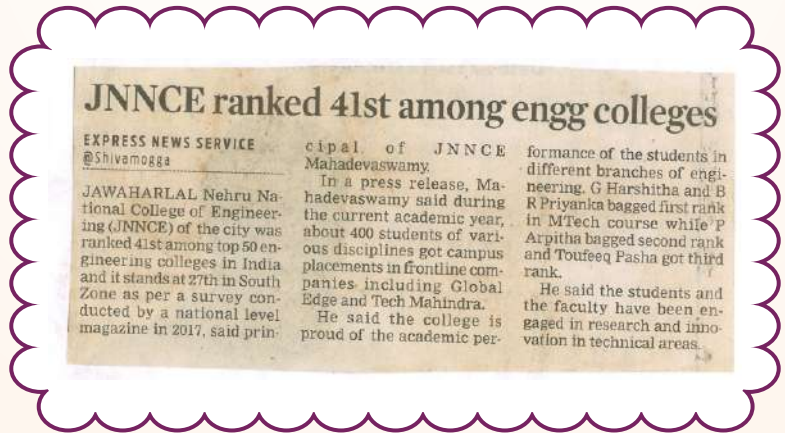 JNNCE ranked 41st among engg colleges
EXPRESS NEWS SERVICE
@Shivamogga
JAWAHARLAL Nehru Na-
tional College of Engineer-
ing (JNNCE) of the city was
ranked 41st among top 50 en-
gineering colleges in India
and it stands at 27th in South
Zone as per a survey con-
ducted by a national level
magazine in 2017, said prin-
cipal of JNNCE
Mahadevaswamy.
In a press release, Ma-
hadevaswamy said during
the current academic year,
about 400 students of vari-
ous disciplines got campus
placements in frontline com-
panies including Global
Edge and Tech Mahindra.
He said the college is
proud of the academic per-
formance of the students in
different branches of engi-
neering. G Harshitha and B
R Priyanka bagged first rank
in MTech course while P
Arpitha bagged second rank
and Toufeeq Pasha got third
rank.
He said the students and
the faculty have been en-
gaged in research and inno-
vation in technical areas.